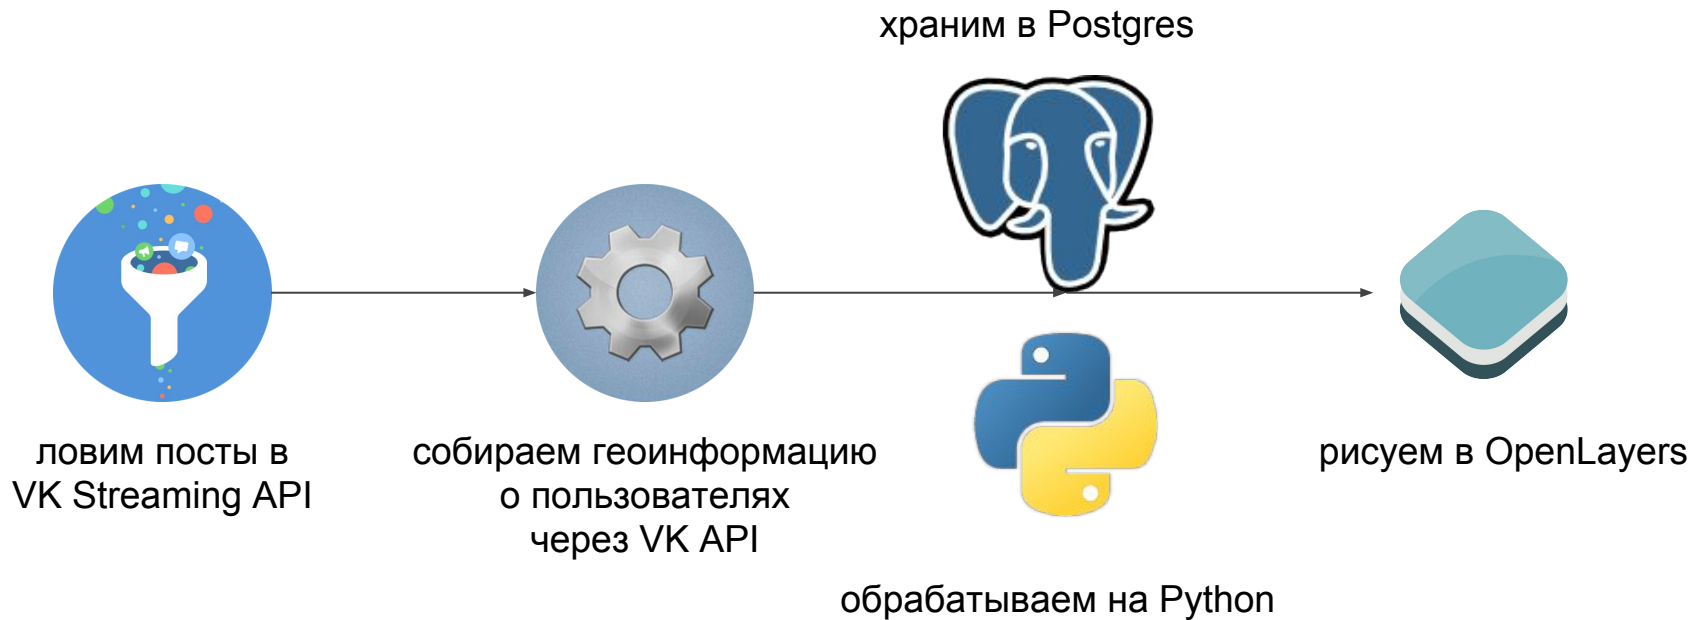 храним в Postgres
ловим посты в
VK Streaming API
собираем геоинформацию
о пользователях
через VK API
обрабатываем на Python
рисуем в OpenLayers